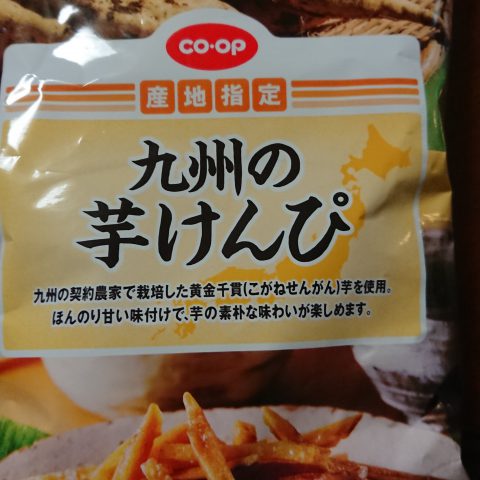 CO·OP
産地指定
九州の
芋けんぴ
九州の契約農家で栽培した黄金千貫(こがねせんがん)芋を使用。
ほんのり甘い味付けで、芋の素朴な味わいが楽しめます。